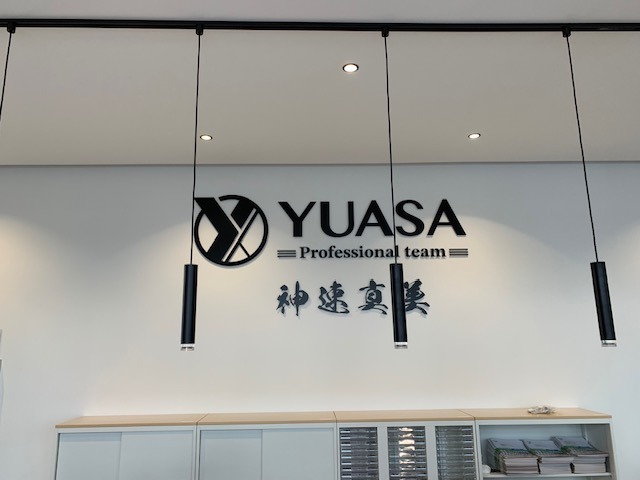 YUASA
Professional team
神速真美